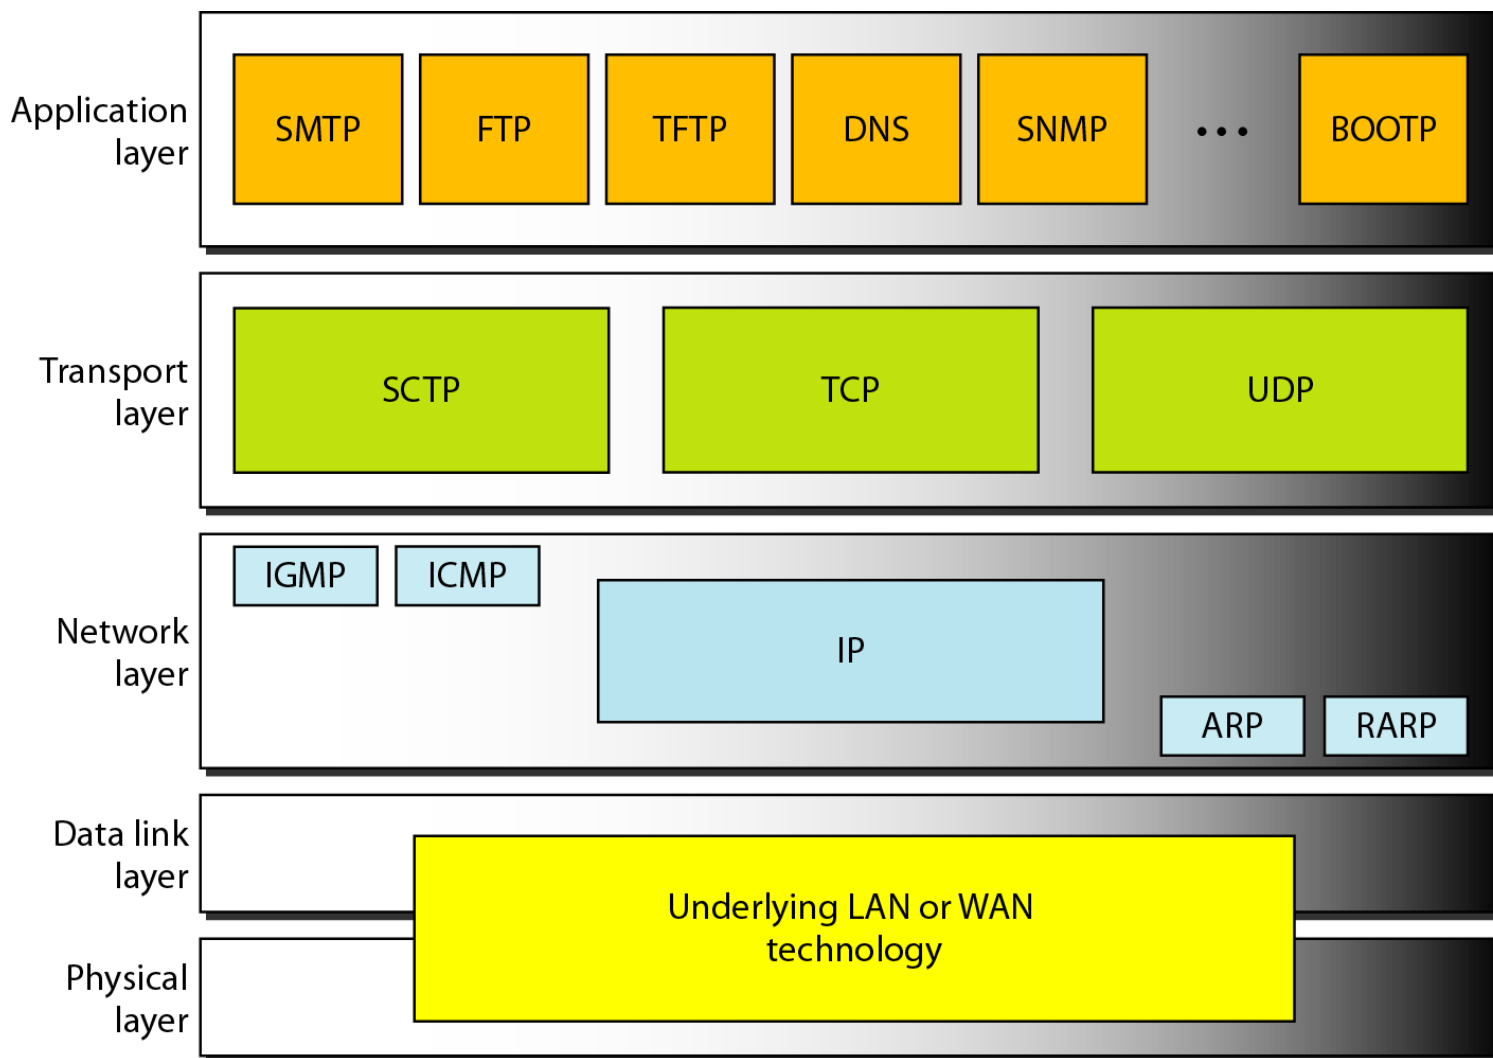 Application
layer
SMTP
FTP
TFTP
DNS
SNMP
...
BOOTP
Transport
layer
SCTP
TCP
UDP
Network
layer
IGMP
ICMP
IP
ARP
RARP
Data link
layer
Underlying LAN or WAN
technology
Physical
layer